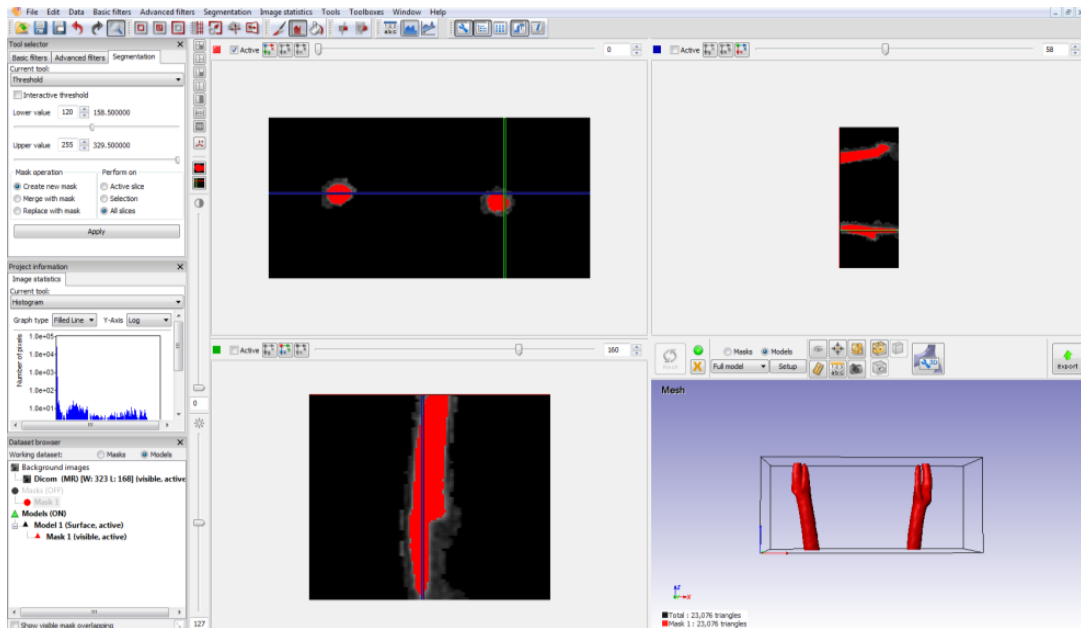 File Edit Data Basic filters Advanced filters Segmentation Image statistics Tools Toolboxes Window Help
Tool selector
Basic filters Advanced filters Segmentation
Current tool:
Threshold
Interactive threshold
Lower value 120 158.500000
Upper value 255 329.500000
Mask operation Perform on
Create new mask Active slice
Merge with mask Selection
Replace with mask All slices
Apply
Project information
Image statistics
Current tool:
Histogram
Graph type Filled Line Y-Axis Log
Number of pixels
1.0e+05
1.0e+04
1.0e+03
1.0e+02
1.0e+01
Dataset browser
Working dataset: Masks Models
Background images
Dicom (MR) [W: 323 L: 168] (visible, active
Masks (OFF)
Mask 1
Models (ON)
Model 1 (Surface, active)
Mask 1 (visible, active)
Show visible mask overlapping
0
127
Active 0
Active 58
Active 160
Masks Models
Full model Setup
Export
Mesh
Z
X
Total : 23,076 triangles
Mask 1 : 23,076 triangles